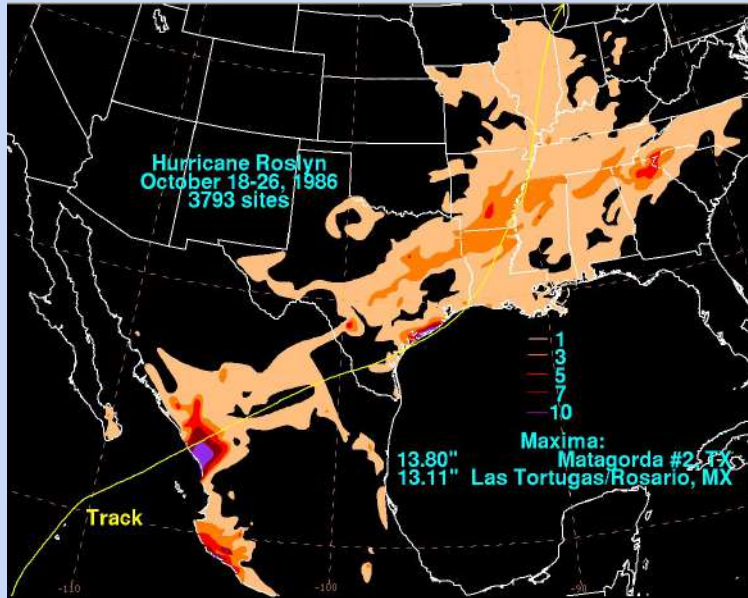 Hurricane Roslyn
October 18-26, 1986
3793 sites
1
3
5
7
10
Maxima:
13.80" Matagorda #2, TX
13.11" Las Tortugas/Rosario, MX
Track
-110
-100
-90